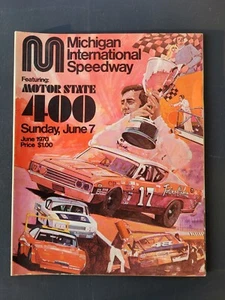 Michigan
International
Speedway
Featuring:
MOTOR STATE
400
Sunday, June 7
June 1970
Price $1.00
17